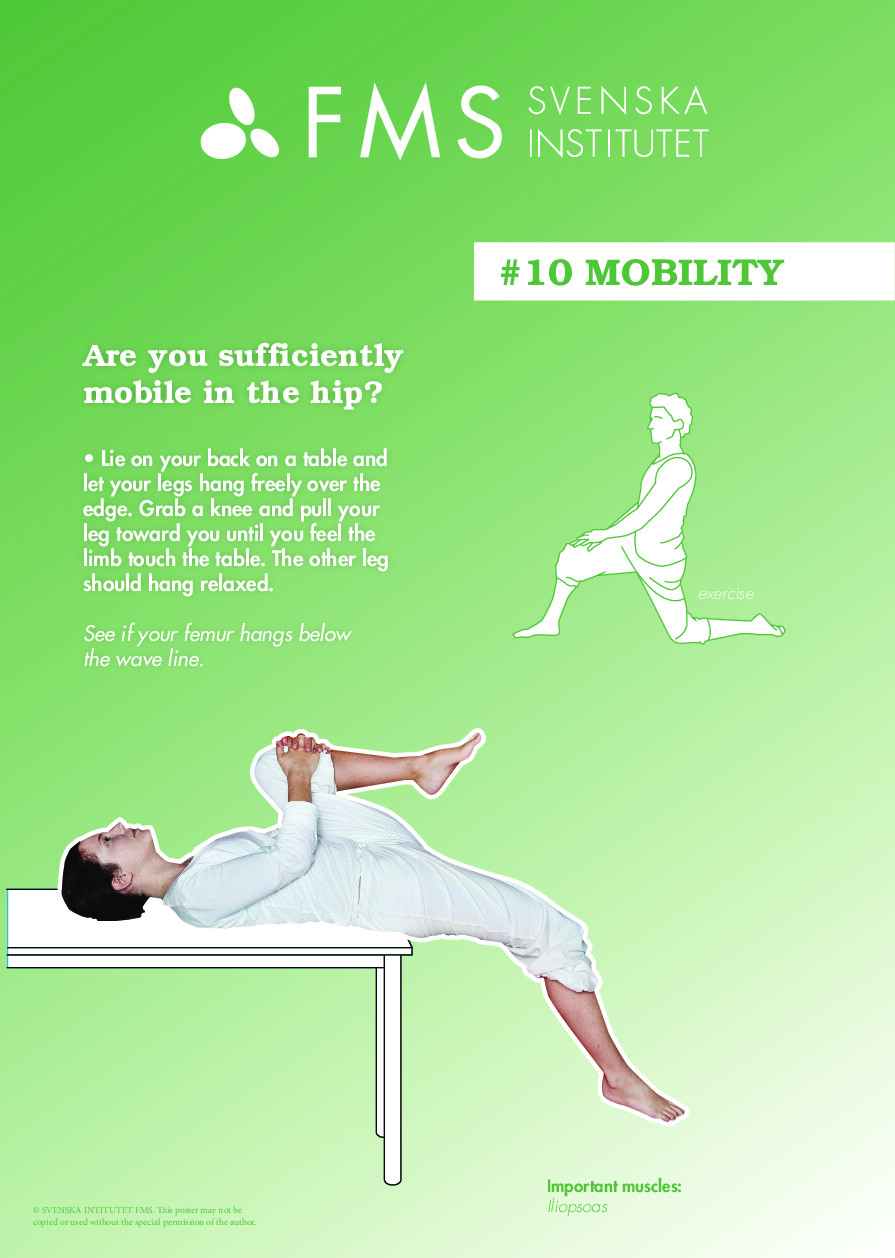 FMS SVENSKA
INSTITUTET
#10 MOBILITY
Are you sufficiently
mobile in the hip?
• Lie on your back on a table and
let your legs hang freely over the
edge. Grab a knee and pull your
leg toward you until you feel the
limb touch the table. The other leg
should hang relaxed.
See if your femur hangs below
the wave line.
exercise
Important muscles:
Iliopsoas
© SVENSKA INTITUTET FMS. This poster may not be
copied or used without the special permission of the author.